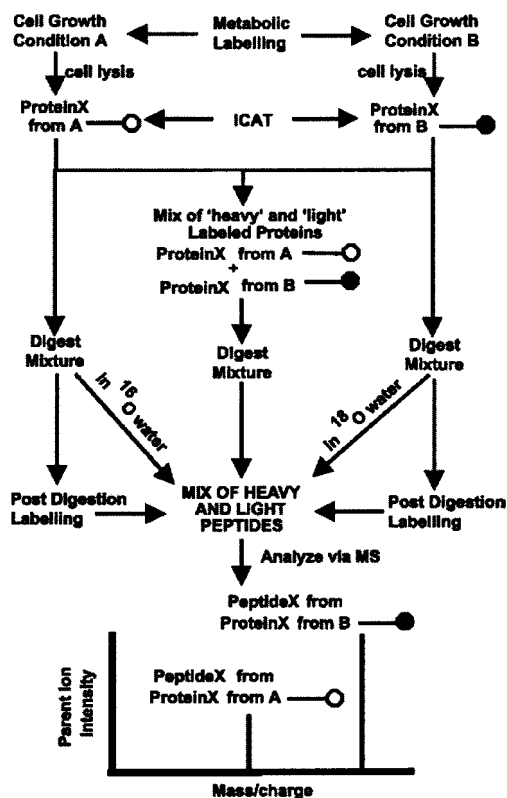 Cell Growth
Condition A
Metabolic
Labelling
Cell Growth
Condition B
cell lysis
cell lysis
ProteinX
from A
ICAT
ProteinX
from B
Mix of 'heavy' and 'light'
Labeled Proteins
ProteinX from A
+
ProteinX from B
Digest
Mixture
Digest
Mixture
Digest
Mixture
in 16 O water
in 18 O water
Post Digestion
Labelling
MIX OF HEAVY
AND LIGHT
PEPTIDES
Post Digestion
Labelling
Analyze via MS
PeptideX from
ProteinX from B
PeptideX from
ProteinX from A
Parent Ion
Intensity
Mass/charge